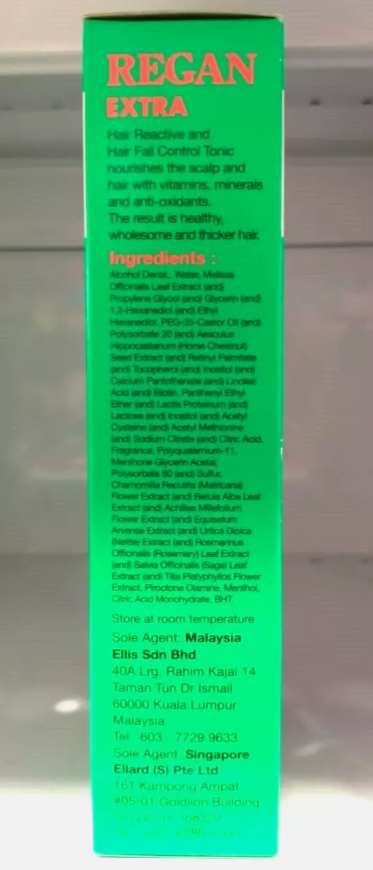 REGAN
EXTRA
Hair Reactive and
Hair Fall Control Tonic
nourishes the scalp and
hair with vitamins, minerals
and anti-oxidants.
The result is healthy,
wholesome and thicker hair.
Ingredients :
Alcohol Denat., Water, Melissa
Officinalis Leaf Extract (and)
Propylene Glycol (and) Glycerin (and)
1,2-Hexanediol (and) Ethyl
Hexanediol, PEG-35-Castor Oil (and)
Polysorbate 20 (and) Aesculus
Hippocastanum (Horse Chestnut)
Seed Extract (and) Retinyl Palmitate
(and) Tocopherol (and) Inositol (and)
Calcium Pantothenate (and) Linoleic
Acid (and) Biotin, Panthenyl Ethyl
Ether (and) Lactis Proteinum (and)
Lactose (and) Inositol (and) Acetyl
Cysteine (and) Acetyl Methionine
(and) Sodium Citrate (and) Citric Acid,
Fragrance, Polyquaternium-11,
Menthone Glycerin Acetal,
Polysorbate 80 (and) Sulfur,
Chamomilla Recutita (Matricaria)
Flower Extract (and) Betula Alba Leaf
Extract (and) Achillea Millefolium
Flower Extract (and) Equisetum
Arvense Extract (and) Urtica Dioica
(Nettle) Extract (and) Rosmarinus
Officinalis (Rosemary) Leaf Extract
(and) Salvia Officinalis (Sage) Leaf
Extract (and) Tilia Platyphyllos Flower
Extract, Piroctone Olamine, Menthol,
Citric Acid Monohydrate, BHT.
Store at room temperature
Sole Agent: Malaysia
Ellis Sdn Bhd
40A Lrg. Rahim Kajai 14
Taman Tun Dr Ismail
60000 Kuala Lumpur
Malaysia
Tel 603 7729 9633
Sole Agent Singapore
Ellard (S) Pte Ltd
161 Kampong Ampat
#05-01 Goldlion Building
Singapore